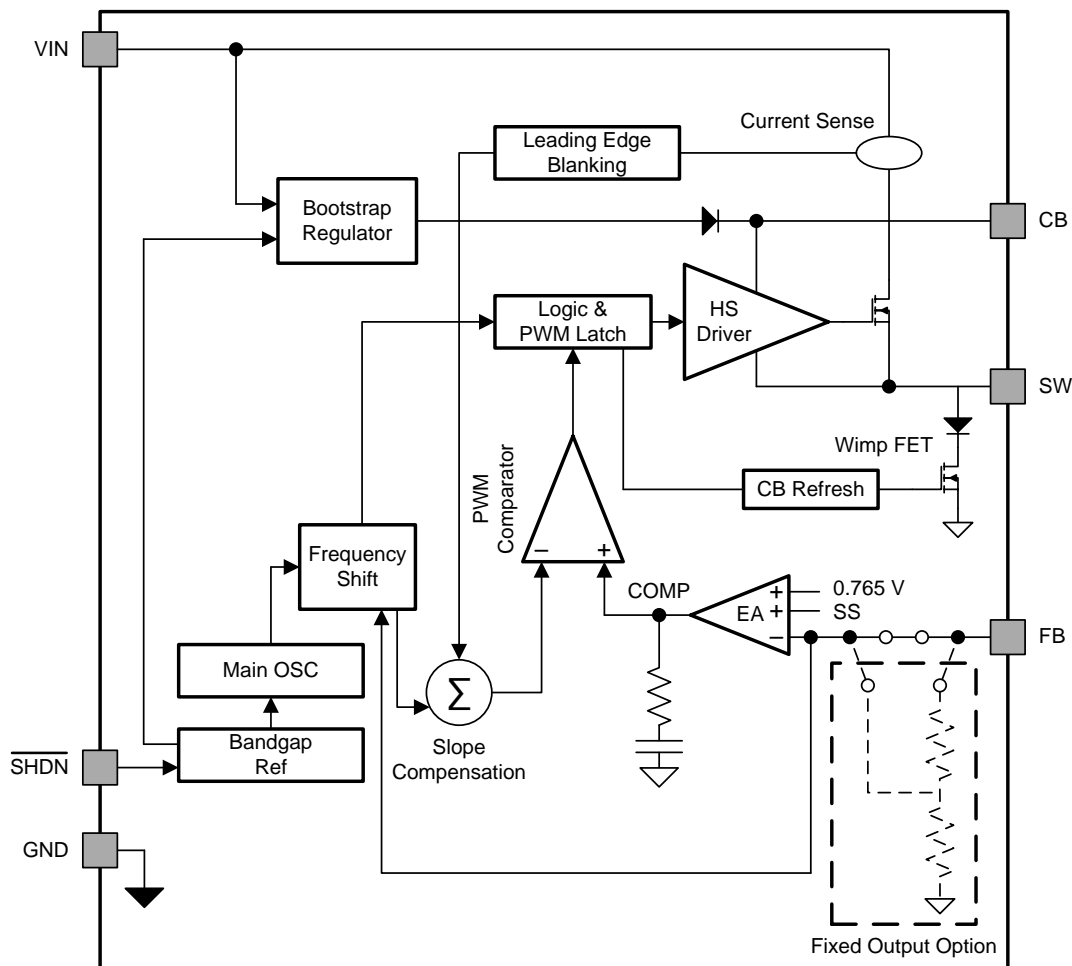 VIN
Current Sense
Leading Edge
Blanking
Bootstrap
Regulator
CB
Logic &
PWM Latch
HS
Driver
SW
Wimp FET
CB Refresh
PWM
Comparator
–
+
Frequency
Shift
COMP
EA
+
+
–
0.765 V
SS
FB
Main OSC
Σ
Slope
Compensation
SHDN
Bandgap
Ref
GND
Fixed Output Option